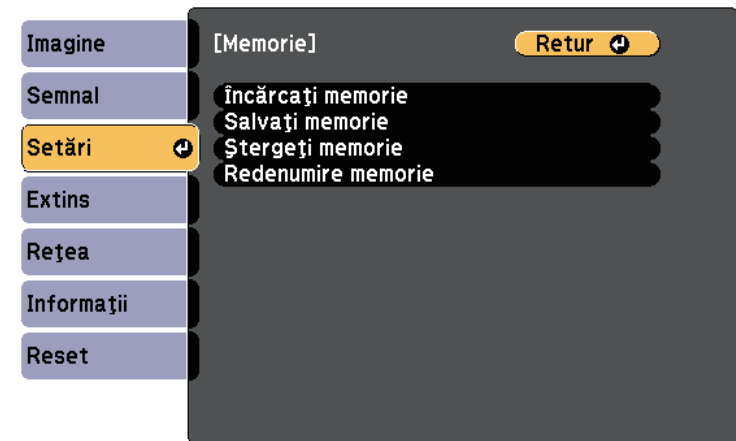 Imagine
Semnal
Setări
Extins
Reţea
Informaţii
Reset
[Memorie]
Retur
Încărcaţi memorie
Salvaţi memorie
Ştergeţi memorie
Redenumire memorie